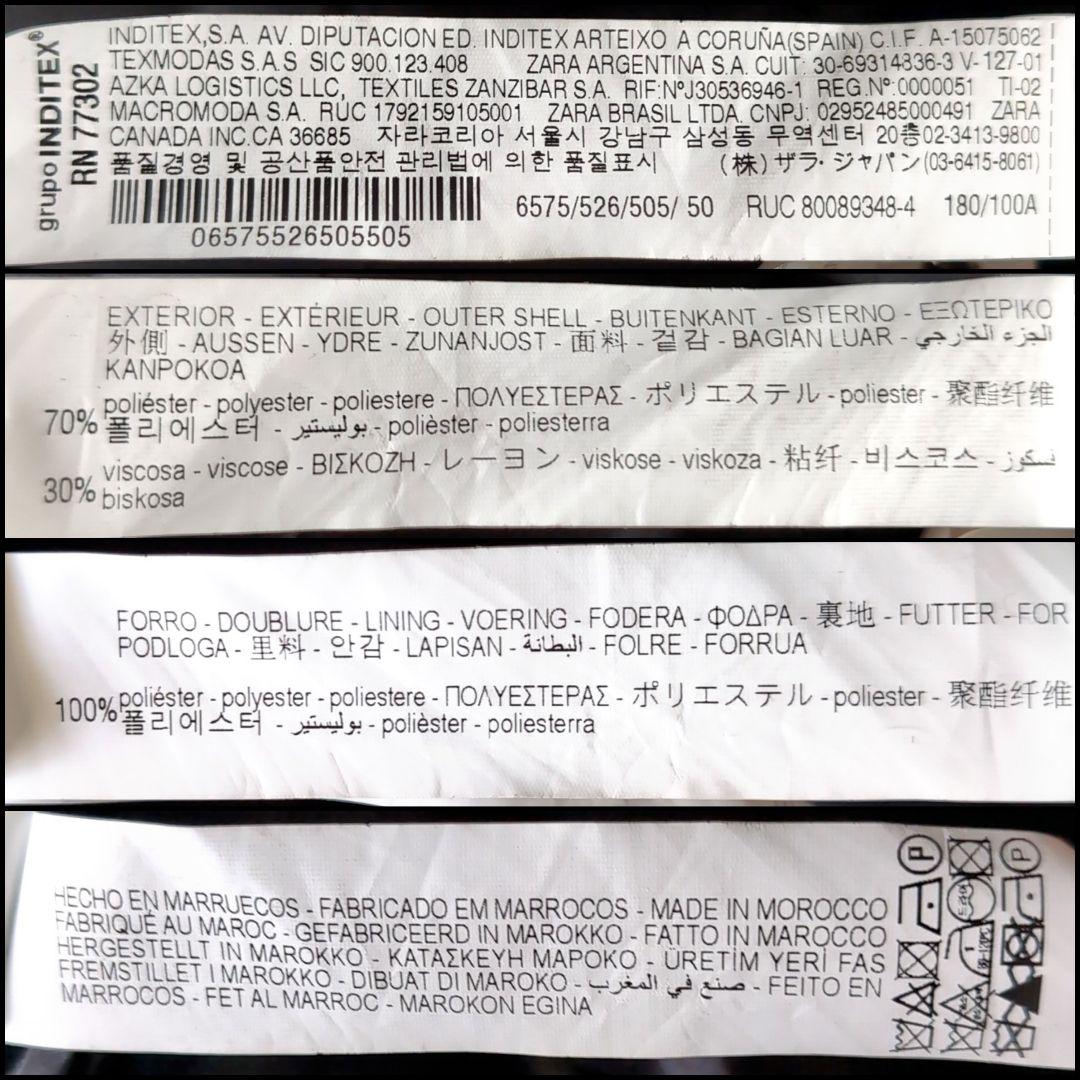 grupo INDITEX®
RN 77302
INDITEX,S.A. AV. DIPUTACION ED. INDITEX ARTEIXO A CORUÑA(SPAIN) C.I.F. A-15075062
TEXMODAS S.A.S SIC 900.123.408 ZARA ARGENTINA S.A. CUIT: 30-69314836-3 V-127-01
AZKA LOGISTICS LLC, TEXTILES ZANZIBAR S.A. RIF:NºJ30536946-1 REG.Nº:0000051 TI-02
MACROMODA S.A. RUC 1792159105001 ZARA BRASIL LTDA. CNPJ: 02952485000491 ZARA
CANADA INC.CA 36685 자라코리아 서울시 강남구 삼성동 무역센터 20층02-3413-9800
품질경영 및 공산품안전 관리법에 의한 품질표시 (株) ザラ・ジャパン(03-6415-8061)
6575/526/505/ 50 RUC 80089348-4 180/100A
06575526505505
EXTERIOR - EXTÉRIEUR - OUTER SHELL - BUITENKANT - ESTERNO - ΕΞΩΤΕΡΙΚΟ
外側 - AUSSEN - YDRE - ZUNANJOST - 面料 - 겉감 - BAGIAN LUAR - الجزء الخارجي
KANPOKOA
70% poliéster - polyester - poliestere - ΠΟΛΥΕΣΤΕΡΑΣ - ポリエステル - poliester - 聚酯纤维
폴리에스터 - بوليستير - polièster - poliesterra
30% viscosa - viscose - ΒΙΣΚΟΖΗ - レーヨン - viskose - viskoza - 粘纤 - 비스코스 - فسكوز
biskosa
FORRO - DOUBLURE - LINING - VOERING - FODERA - ΦΟΔΡΑ - 裏地 - FUTTER - FOR
PODLOGA - 里料 - 안감 - LAPISAN - البطانة - FOLRE - FORRUA
100% poliéster - polyester - poliestere - ΠΟΛΥΕΣΤΕΡΑΣ - ポリエステル - poliester - 聚酯纤维
폴리에스터 - بوليستير - polièster - poliesterra
HECHO EN MARRUECOS - FABRICADO EM MARROCOS - MADE IN MOROCCO
FABRIQUÉ AU MAROC - GEFABRICEERD IN MAROKKO - FATTO IN MAROCCO
HERGESTELLT IN MAROKKO - ΚΑΤΑΣΚΕΥΗ ΜΑΡΟΚΟ - ÜRETİM YERİ FAS
FREMSTILLET I MAROKKO - DIBUAT DI MAROKO - صنع في المغرب - FEITO EN
MARROCOS - FET AL MARROC - MAROKON EGINA
P
P